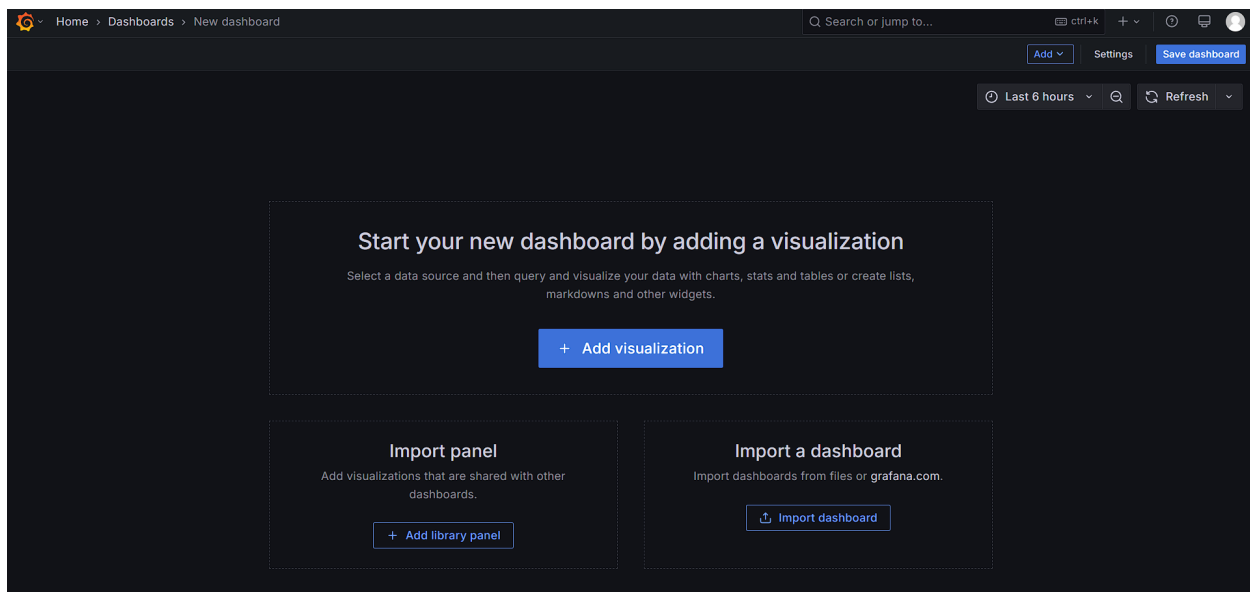 Home › Dashboards › New dashboard
Search or jump to...
ctrl+k
Add
Settings
Save dashboard
Last 6 hours
Refresh
Start your new dashboard by adding a visualization
Select a data source and then query and visualize your data with charts, stats and tables or create lists,
markdowns and other widgets.
+ Add visualization
Import panel
Add visualizations that are shared with other
dashboards.
+ Add library panel
Import a dashboard
Import dashboards from files or grafana.com.
Import dashboard